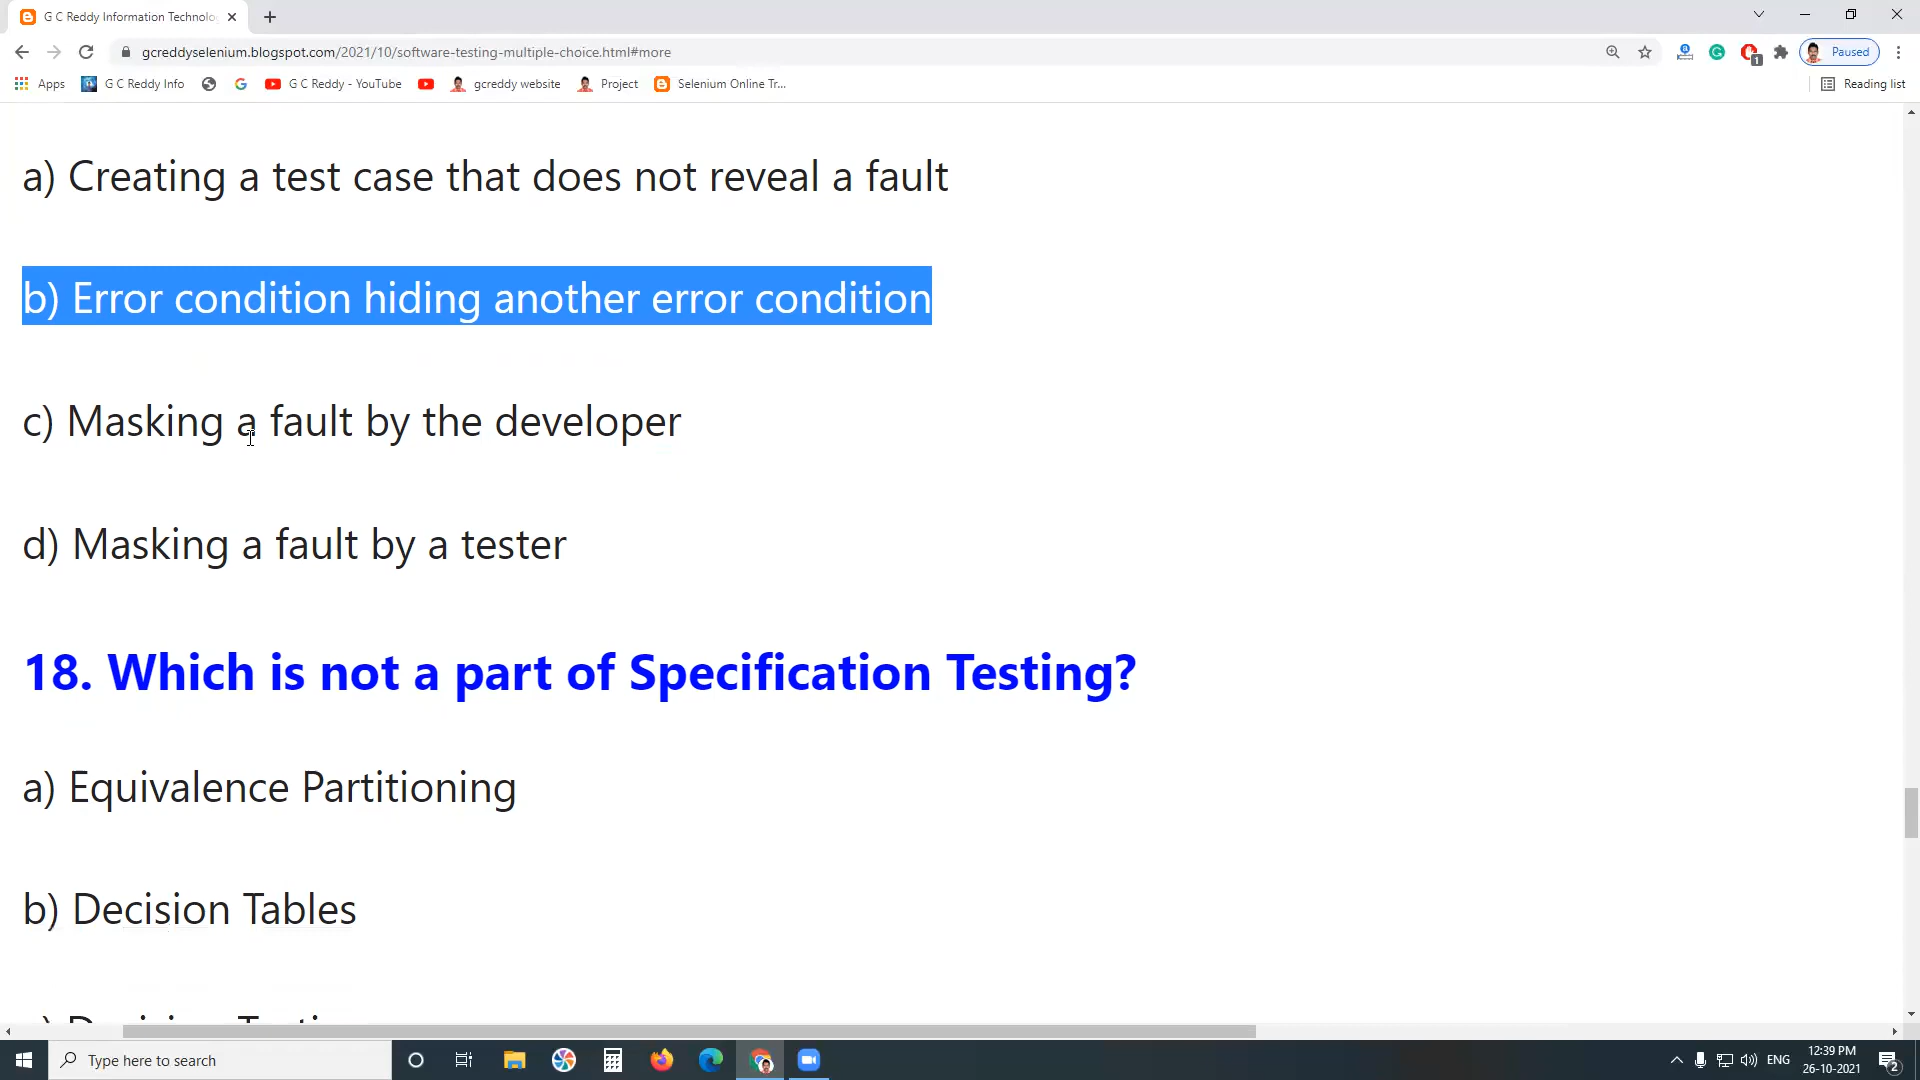 G C Reddy Information Technolo
gcreddyselenium.blogspot.com/2021/10/software-testing-multiple-choice.html#more
Paused
Apps
G C Reddy Info
G C Reddy - YouTube
gcreddy website
Project
Selenium Online Tr...
Reading list
a) Creating a test case that does not reveal a fault
b) Error condition hiding another error condition
c) Masking a fault by the developer
d) Masking a fault by a tester
18. Which is not a part of Specification Testing?
a) Equivalence Partitioning
b) Decision Tables
Type here to search
ENG
12:39 PM
26-10-2021
2